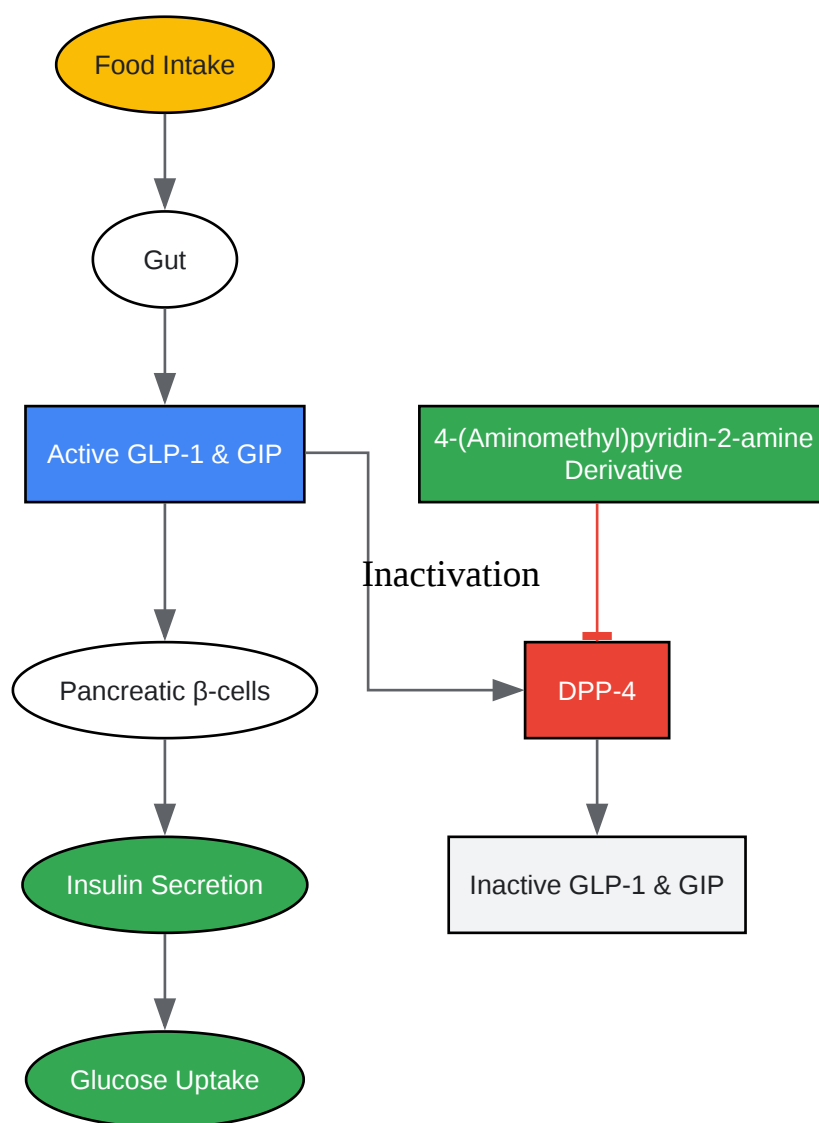 Food Intake
Gut
Active GLP-1 & GIP
4-(Aminomethyl)pyridin-2-amine
Derivative
Inactivation
Pancreatic β-cells
DPP-4
Insulin Secretion
Inactive GLP-1 & GIP
Glucose Uptake